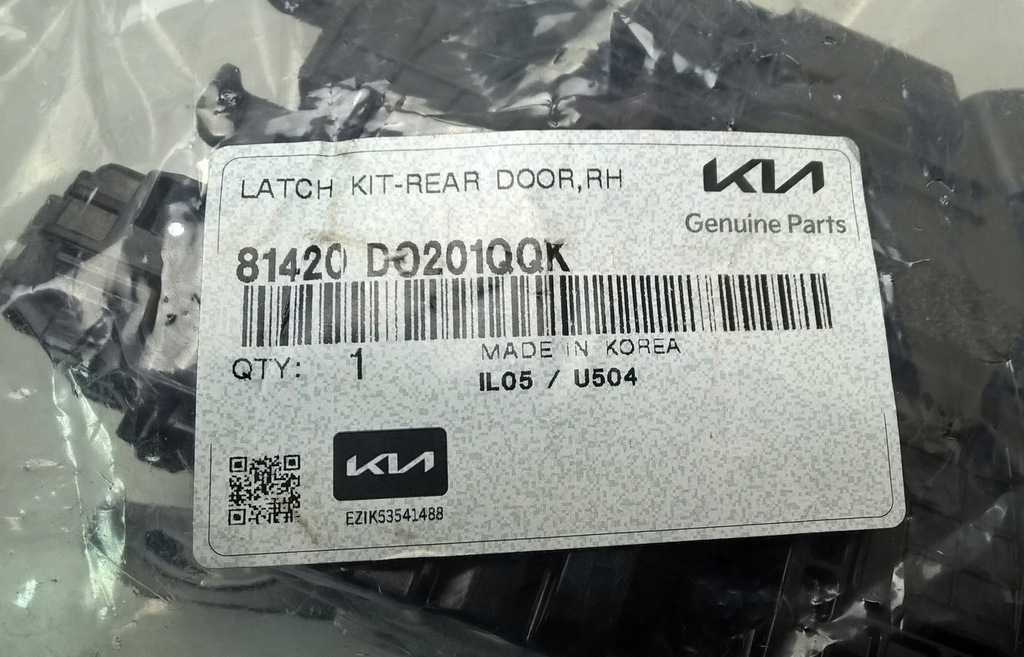 LATCH KIT-REAR DOOR,RH
KIA
Genuine Parts
81420 DO201QQK
QTY: 1
MADE IN KOREA
IL05 / U504
KIA
EZIK53541488